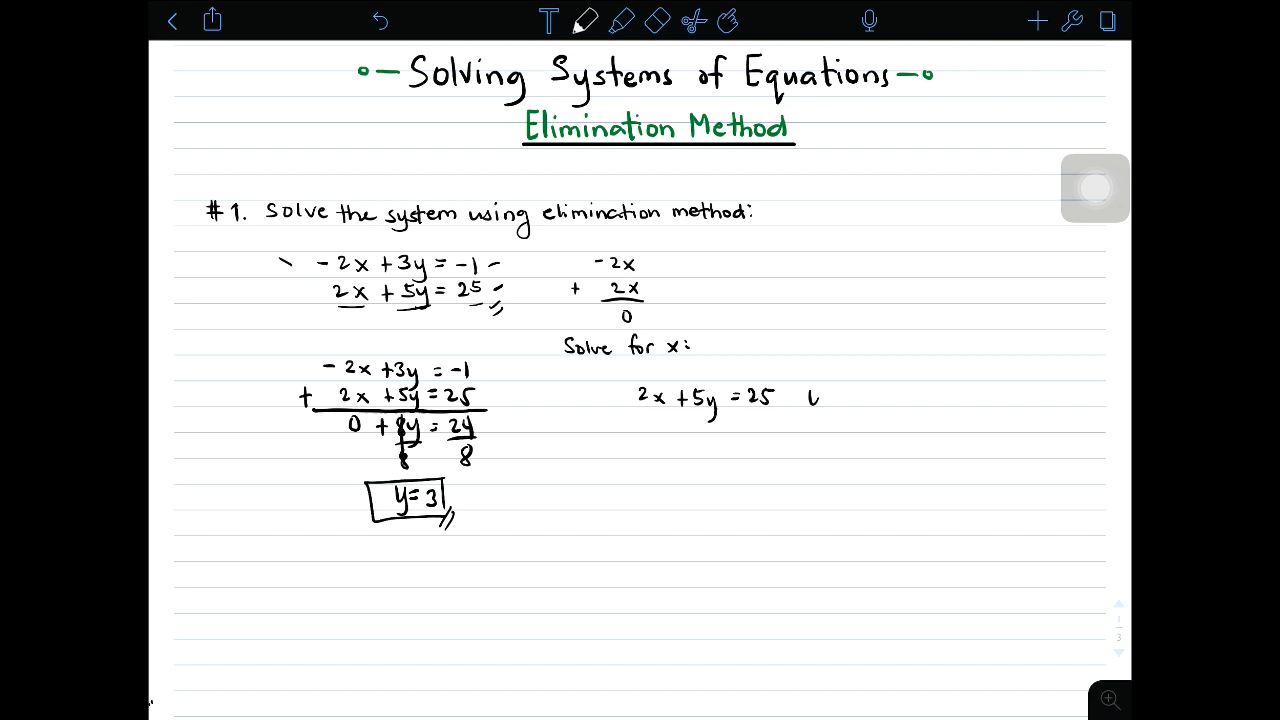 Solving Systems of Equations
Elimination Method
#1. Solve the system using elimination method:
-2x + 3y = -1
2x + 5y = 25
-2x
+ 2x
0
Solve for x:
-2x + 3y = -1
+ 2x + 5y = 25
0 + 8y = 24
8 8
y = 3
2x + 5y = 25
1
3